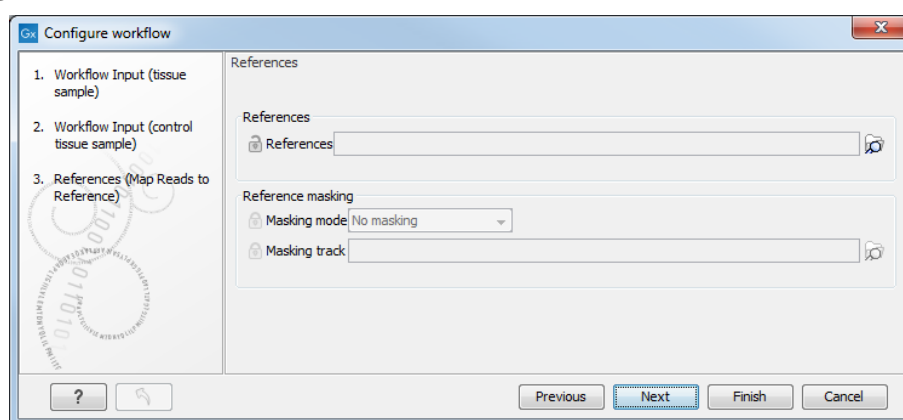 Gx Configure workflow
1. Workflow Input (tissue
sample)
2. Workflow Input (control
tissue sample)
3. References (Map Reads to
Reference)
References
References
References
Reference masking
Masking mode No masking
Masking track
? Previous Next Finish Cancel